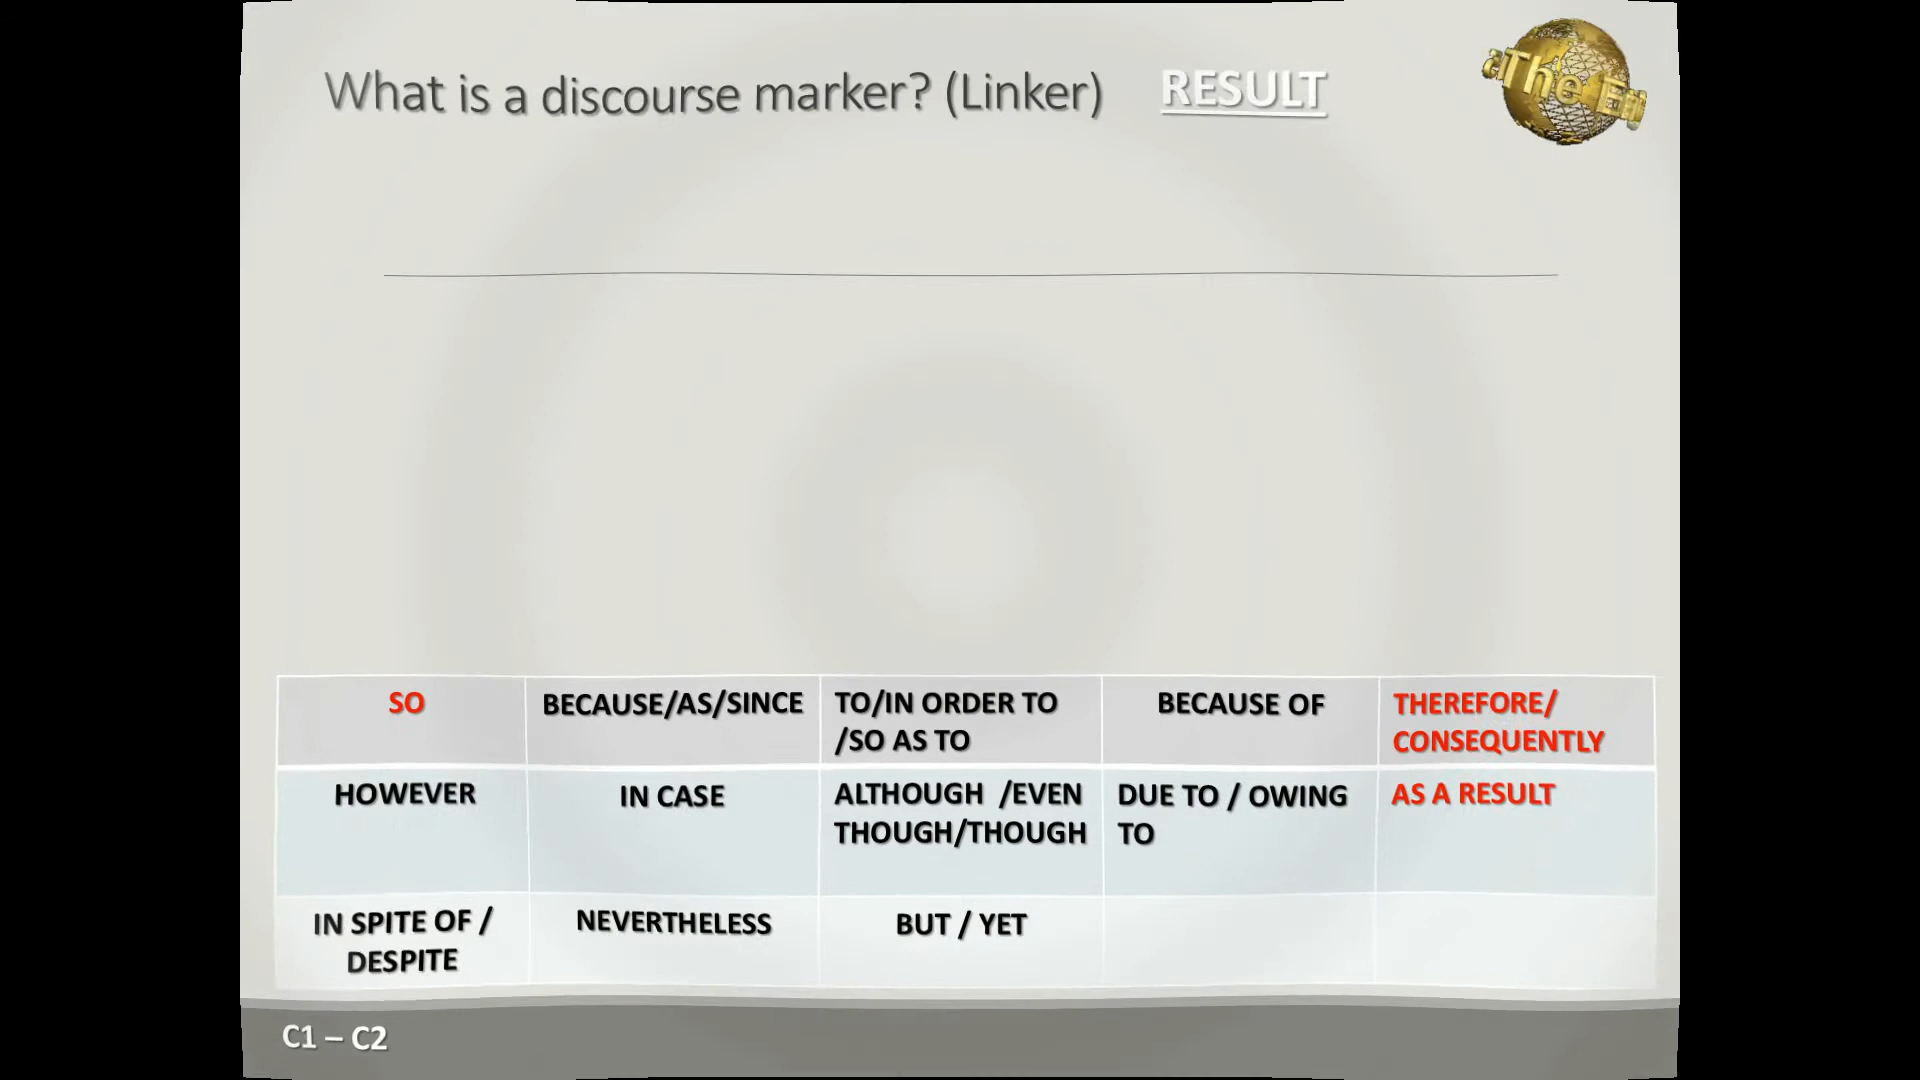 What is a discourse marker? (Linker) RESULT
The
SO BECAUSE/AS/SINCE TO/IN ORDER TO /SO AS TO BECAUSE OF THEREFORE/ CONSEQUENTLY
HOWEVER IN CASE ALTHOUGH /EVEN THOUGH/THOUGH DUE TO / OWING TO AS A RESULT
IN SPITE OF / DESPITE NEVERTHELESS BUT / YET
C1 – C2